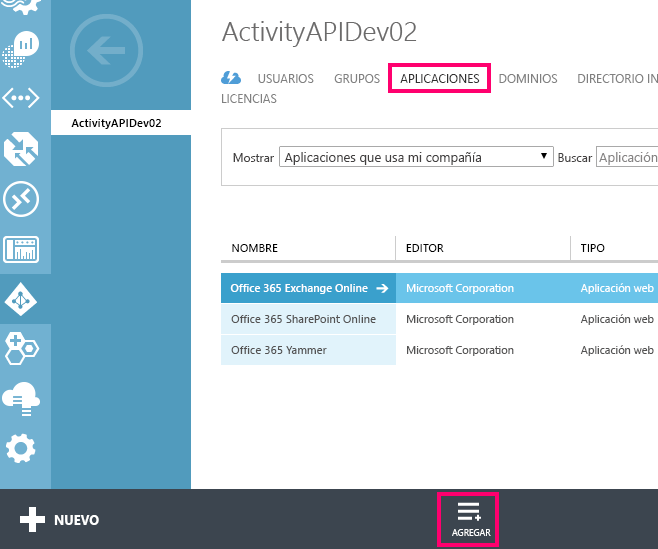 ActivityAPIDev02
USUARIOS GRUPOS APLICACIONES DOMINIOS DIRECTORIO IN
LICENCIAS
ActivityAPIDev02
Mostrar Aplicaciones que usa mi compañía Buscar Aplicación
NOMBRE EDITOR TIPO
Office 365 Exchange Online Microsoft Corporation Aplicación web
Office 365 SharePoint Online Microsoft Corporation Aplicación web
Office 365 Yammer Microsoft Corporation Aplicación web
NUEVO AGREGAR